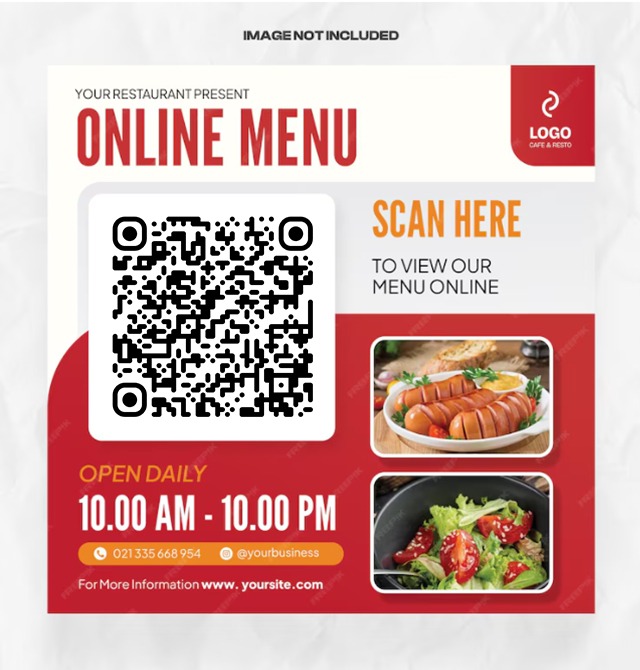 IMAGE NOT INCLUDED
YOUR RESTAURANT PRESENT
ONLINE MENU
LOGO
CAFE & RESTO
SCAN HERE
TO VIEW OUR
MENU ONLINE
OPEN DAILY
10.00 AM - 10.00 PM
021 335 668 954 @yourbusiness
For More Information www. yoursite.com